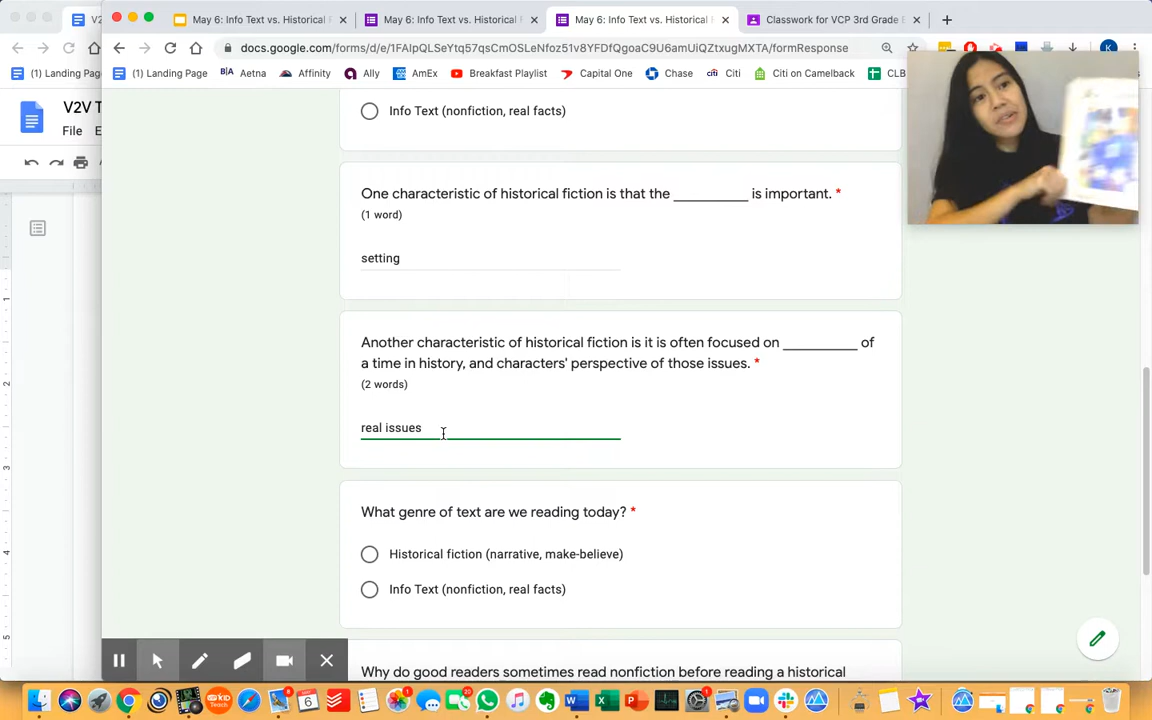 May 6: Info Text vs. Historical F
May 6: Info Text vs. Historical F
May 6: Info Text vs. Historical
Classwork for VCP 3rd Grade E
docs.google.com/forms/d/e/1FAIpQLSeYtq57qsCmOSLeNfoz51v8YFDfQgoaC9U6amUiQZtxugMXTA/formResponse
K
(1) Landing Pag
(1) Landing Page
Aetna
Affinity
Ally
AmEx
Breakfast Playlist
Capital One
Chase
Citi
Citi on Camelback
CLB
V2V T
File
E
Info Text (nonfiction, real facts)
One characteristic of historical fiction is that the __________ is important. *
(1 word)
setting
Another characteristic of historical fiction is it is often focused on __________ of
a time in history, and characters' perspective of those issues. *
(2 words)
real issues
What genre of text are we reading today? *
Historical fiction (narrative, make-believe)
Info Text (nonfiction, real facts)
Why do good readers sometimes read nonfiction before reading a historical